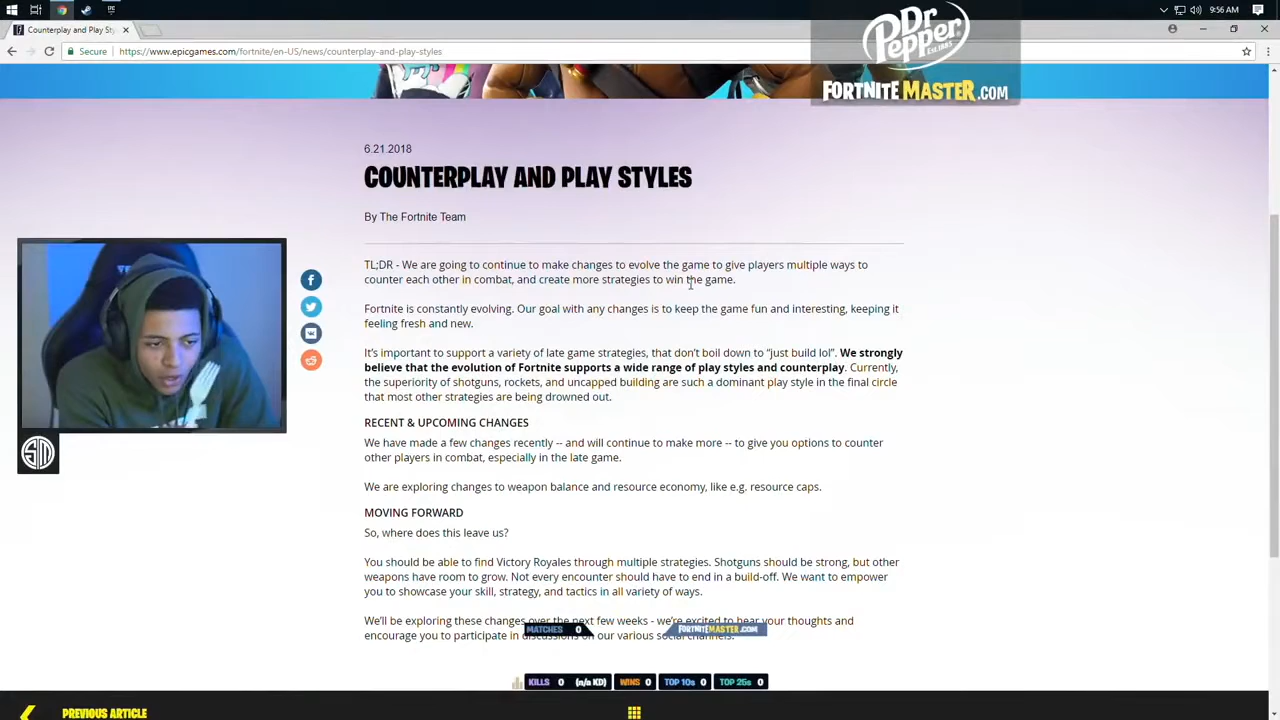 9:56 AM
Counterplay and Play Sty
Secure
https://www.epicgames.com/fortnite/en-US/news/counterplay-and-play-styles
Dr Pepper
EST. 1885
FORTNITEMASTER.COM
6.21.2018
COUNTERPLAY AND PLAY STYLES
By The Fortnite Team
TL;DR - We are going to continue to make changes to evolve the game to give players multiple ways to
counter each other in combat, and create more strategies to win the game.
Fortnite is constantly evolving. Our goal with any changes is to keep the game fun and interesting, keeping it
feeling fresh and new.
It's important to support a variety of late game strategies, that don't boil down to "just build lol". We strongly
believe that the evolution of Fortnite supports a wide range of play styles and counterplay. Currently,
the superiority of shotguns, rockets, and uncapped building are such a dominant play style in the final circle
that most other strategies are being drowned out.
RECENT & UPCOMING CHANGES
We have made a few changes recently -- and will continue to make more -- to give you options to counter
other players in combat, especially in the late game.
We are exploring changes to weapon balance and resource economy, like e.g. resource caps.
MOVING FORWARD
So, where does this leave us?
You should be able to find Victory Royales through multiple strategies. Shotguns should be strong, but other
weapons have room to grow. Not every encounter should have to end in a build-off. We want to empower
you to showcase your skill, strategy, and tactics in all variety of ways.
We'll be exploring these changes over the next few weeks - we're excited to hear your thoughts and
encourage you to participate in discussions on our various social channels.
MATCHES 0
FORTNITEMASTER.COM
KILLS 0 (n/a KD) WINS 0 TOP 10s 0 TOP 25s 0
PREVIOUS ARTICLE
TSM